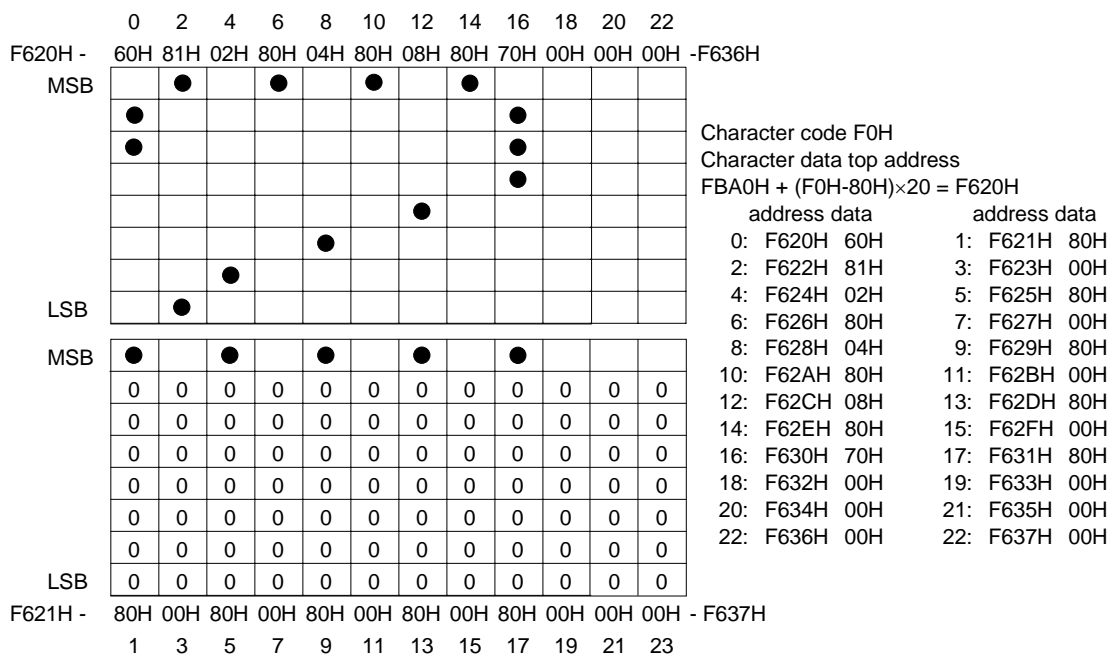 0 2 4 6 8 10 12 14 16 18 20 22
F620H - 60H 81H 02H 80H 04H 80H 08H 80H 70H 00H 00H 00H -F636H
MSB
LSB
MSB
0 0 0 0 0 0 0 0 0 0 0 0
0 0 0 0 0 0 0 0 0 0 0 0
0 0 0 0 0 0 0 0 0 0 0 0
0 0 0 0 0 0 0 0 0 0 0 0
0 0 0 0 0 0 0 0 0 0 0 0
0 0 0 0 0 0 0 0 0 0 0 0
LSB 0 0 0 0 0 0 0 0 0 0 0 0
F621H - 80H 00H 80H 00H 80H 00H 80H 00H 80H 00H 00H 00H - F637H
1 3 5 7 9 11 13 15 17 19 21 23
Character code F0H
Character data top address
FBA0H + (F0H-80H)×20 = F620H
address data address data
0: F620H 60H 1: F621H 80H
2: F622H 81H 3: F623H 00H
4: F624H 02H 5: F625H 80H
6: F626H 80H 7: F627H 00H
8: F628H 04H 9: F629H 80H
10: F62AH 80H 11: F62BH 00H
12: F62CH 08H 13: F62DH 80H
14: F62EH 80H 15: F62FH 00H
16: F630H 70H 17: F631H 80H
18: F632H 00H 19: F633H 00H
20: F634H 00H 21: F635H 00H
22: F636H 00H 22: F637H 00H